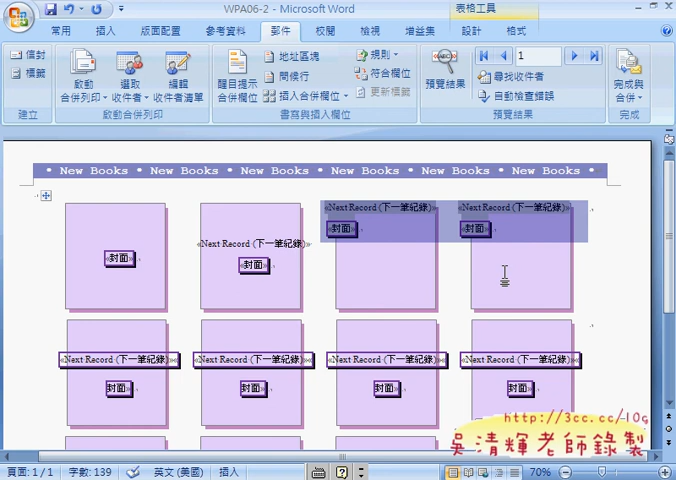 WPA06-2 - Microsoft Word
表格工具
常用 插入 版面配置 參考資料 郵件 校閱 檢視 增益集 設計 格式
信封
標籤
建立
啟動
合併列印
選取
收件者
編輯
收件者清單
啟動合併列印
醒目提示
合併欄位
地址區塊
問候行
插入合併欄位
規則
符合欄位
更新標籤
書寫與插入欄位
ABC
預覽結果
1
尋找收件者
自動檢查錯誤
預覽結果
完成與
合併
完成
• New Books • New Books • New Books • New Books • New Books • New Books •
«封面»
«Next Record (下一筆紀錄)»
«封面»
«Next Record (下一筆紀錄)»
«封面»
«Next Record (下一筆紀錄)»
«封面»
«Next Record (下一筆紀錄)»
«封面»
«Next Record (下一筆紀錄)»
«封面»
«Next Record (下一筆紀錄)»
«封面»
«Next Record (下一筆紀錄)»
«封面»
http://3cc.cc/10g
吳清輝老師錄製
頁面: 1 / 1 字數: 139 英文 (美國) 插入 70%